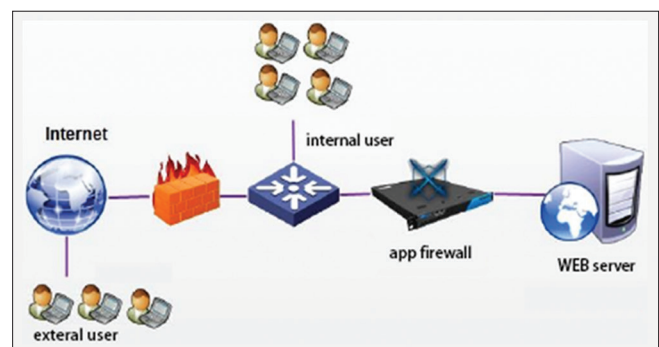 internal user
Internet
app firewall
WEB server
exteral user